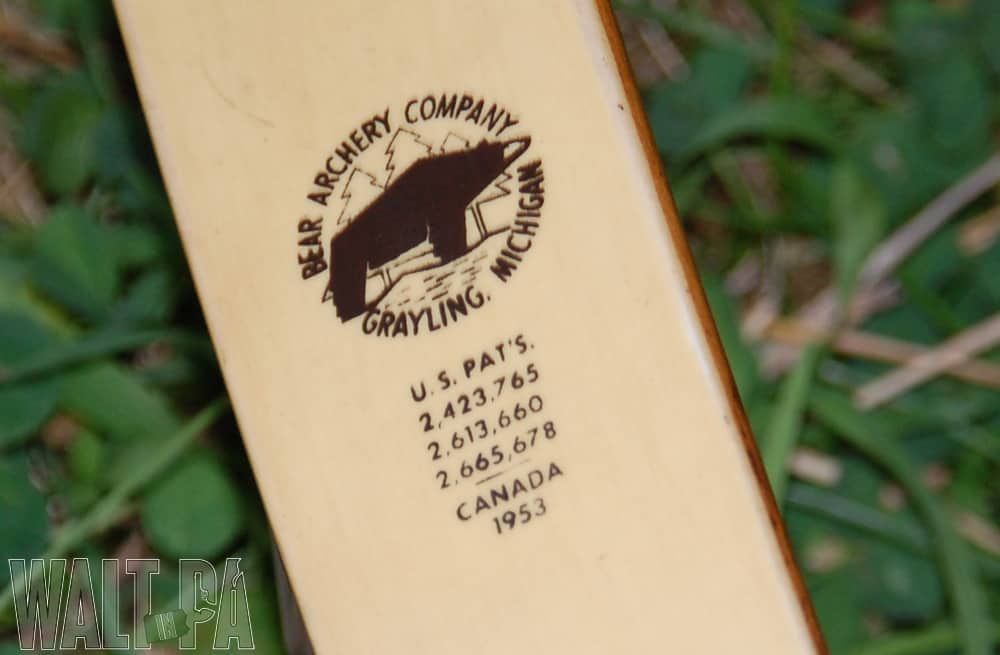 BEAR ARCHERY COMPANY
GRAYLING, MICHIGAN
U.S. PAT'S.
2,423,765
2,613,660
2,665,678
CANADA
1953
WALT IN PA